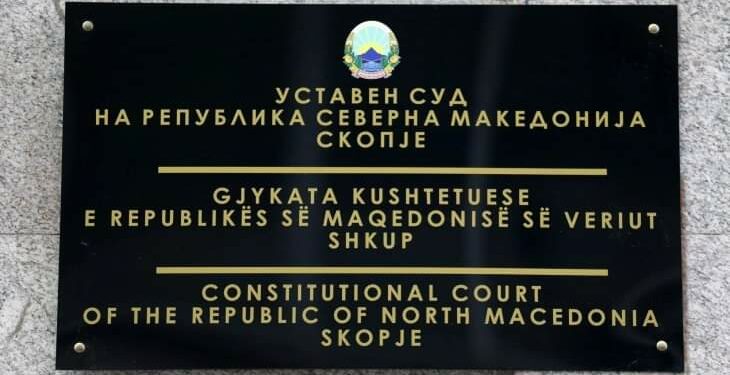 УСТАВЕН СУД
НА РЕПУБЛИКА СЕВЕРНА МАКЕДОНИЈА
СКОПЈЕ
GJYKATA KUSHTETUESE
E REPUBLIKËS SË MAQEDONISË SË VERIUT
SHKUP
CONSTITUTIONAL COURT
OF THE REPUBLIC OF NORTH MACEDONIA
SKOPJE